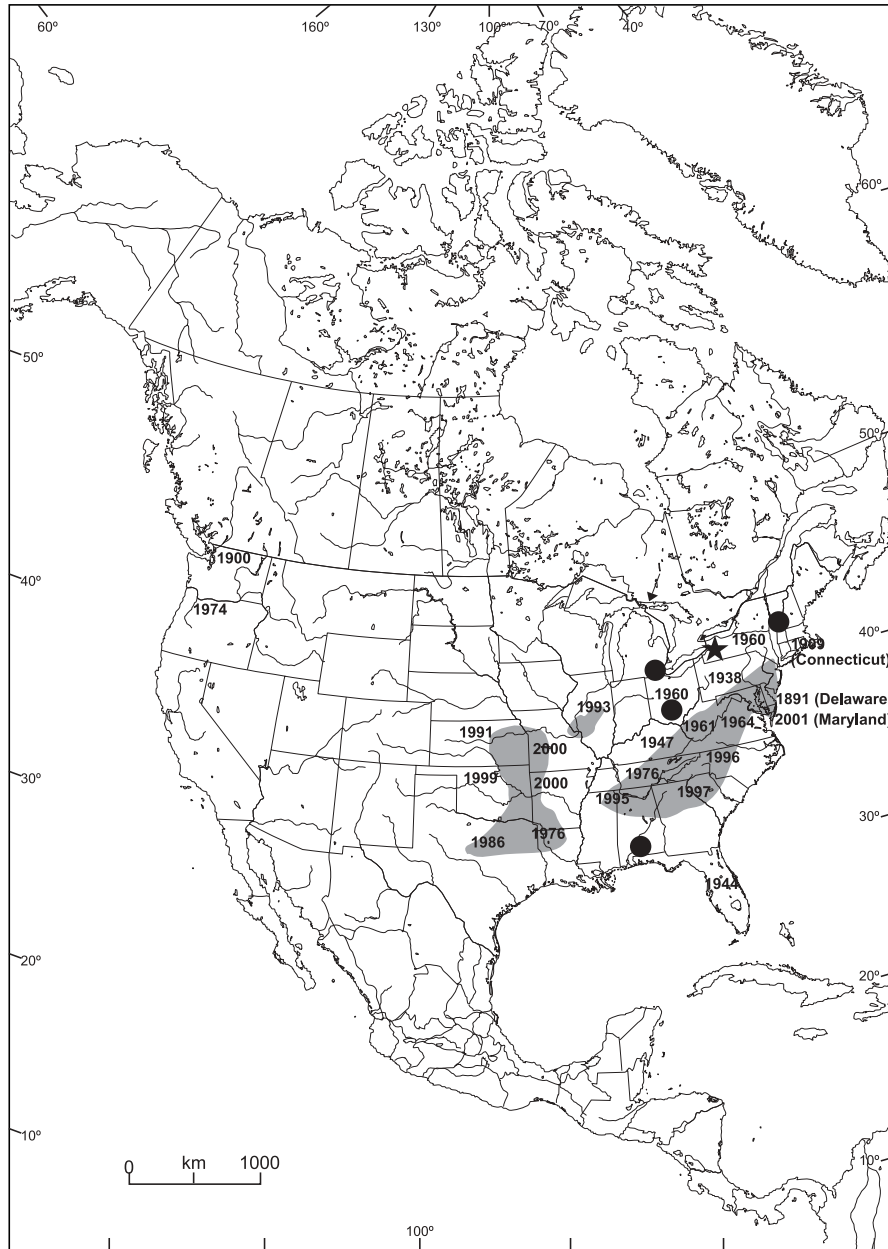 60º 160º 130º 100º 70º 40º
60º
50º
50º
1900
40º
1974
1960
40º
1909
(Connecticut)
1938
1960
1891 (Delaware
1993
1961 1964
2001 (Maryland)
1991
1947
2000
1996
30º
1999
1976
2000
1997
1995
30º
1976
1986
1944
20º
20º
10º
0 km 1000
10º
100º